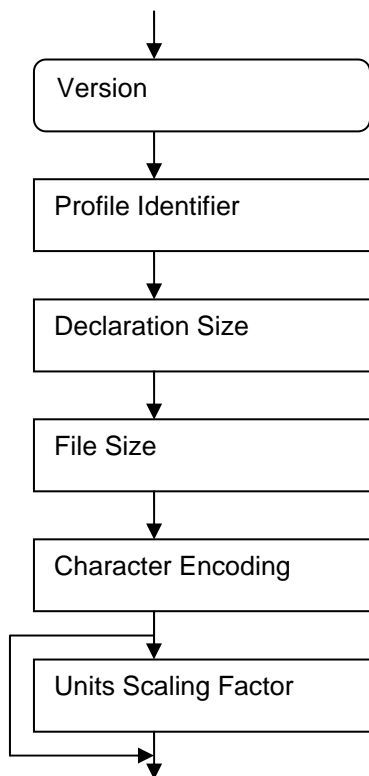 Version
Profile Identifier
Declaration Size
File Size
Character Encoding
Units Scaling Factor